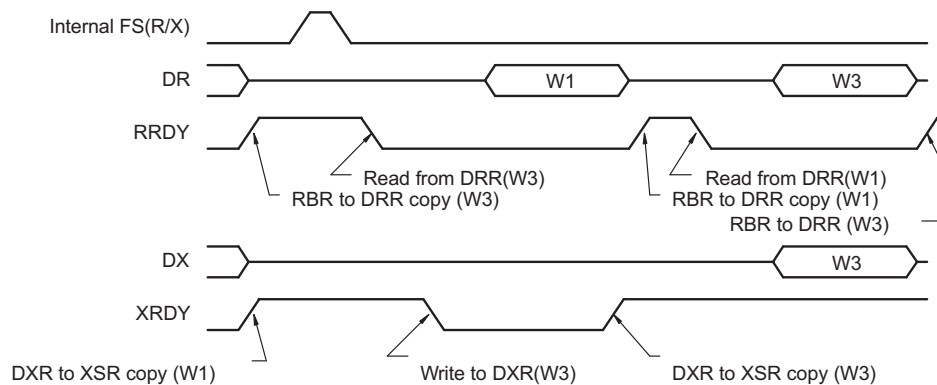 Internal FS(R/X)
DR
W1
W3
RRDY
Read from DRR(W3)
Read from DRR(W1)
RBR to DRR copy (W3)
RBR to DRR copy (W1)
RBR to DRR (W3)
DX
W3
XRDY
DXR to XSR copy (W1)
Write to DXR(W3)
DXR to XSR copy (W3)